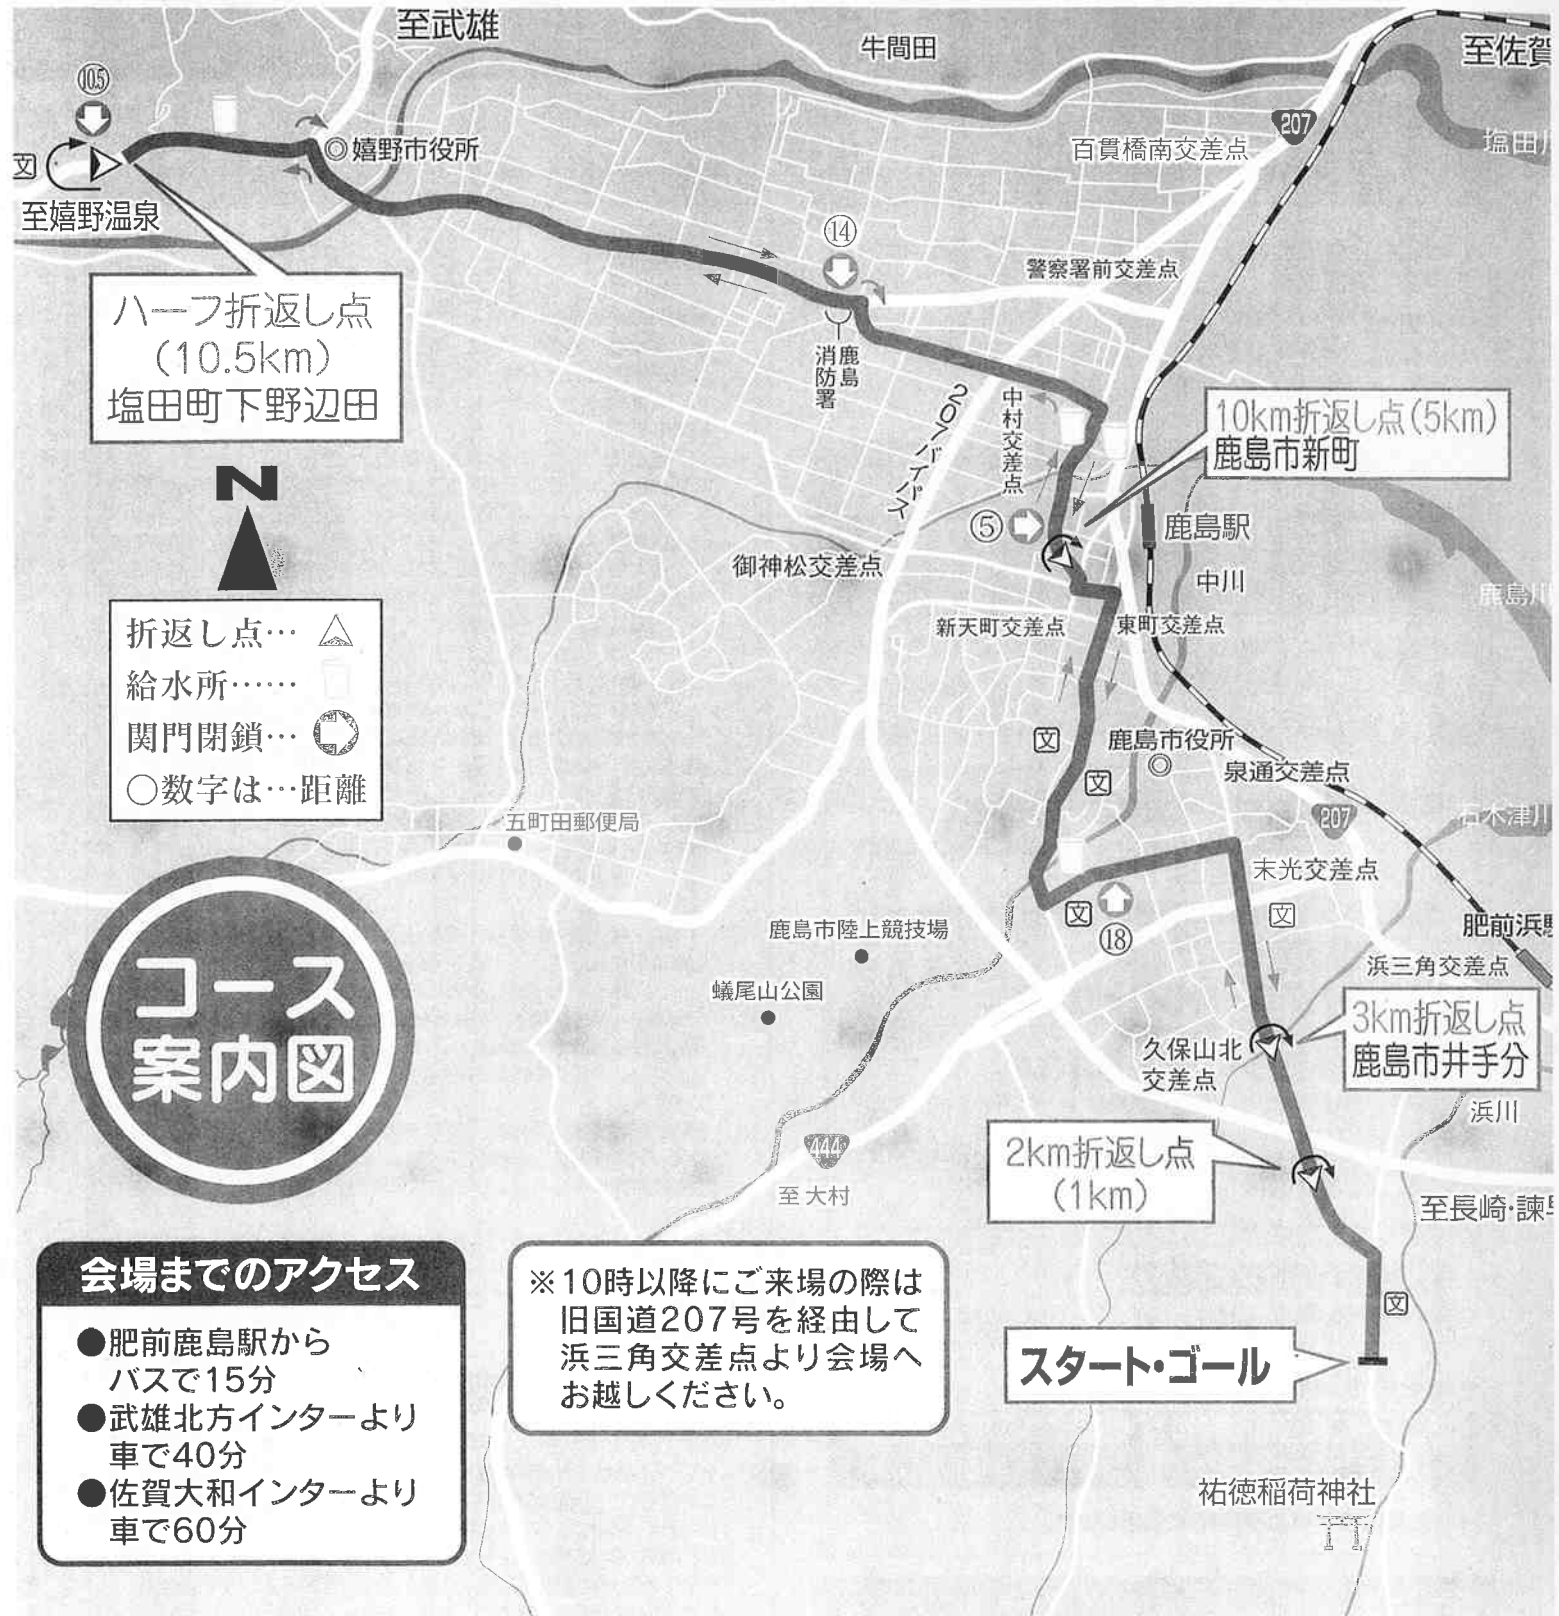 至武雄
牛間田
至佐賀
10.5
207
嬉野市役所
百貫橋南交差点
塩田川
文
至嬉野温泉
14
警察署前交差点
ハーフ折返し点
(10.5km)
塩田町下野辺田
鹿島
消防署
207バイパス
中村交差点
10km折返し点(5km)
鹿島市新町
N
5
鹿島駅
御神松交差点
中川
鹿島川
折返し点…
給水所……
関門閉鎖…
○数字は…距離
新天町交差点
東町交差点
文
鹿島市役所
文
泉通交差点
207
石木津川
五町田郵便局
末光交差点
文
18
文
肥前浜駅
鹿島市陸上競技場
浜三角交差点
蟻尾山公園
コース
案内図
久保山北
交差点
3km折返し点
鹿島市井手分
浜川
444
至 大村
2km折返し点
(1km)
至長崎・諫早
会場までのアクセス
●肥前鹿島駅から
バスで15分
●武雄北方インターより
車で40分
●佐賀大和インターより
車で60分
※10時以降にご来場の際は
旧国道207号を経由して
浜三角交差点より会場へ
お越しください。
文
スタート・ゴール
祐徳稲荷神社